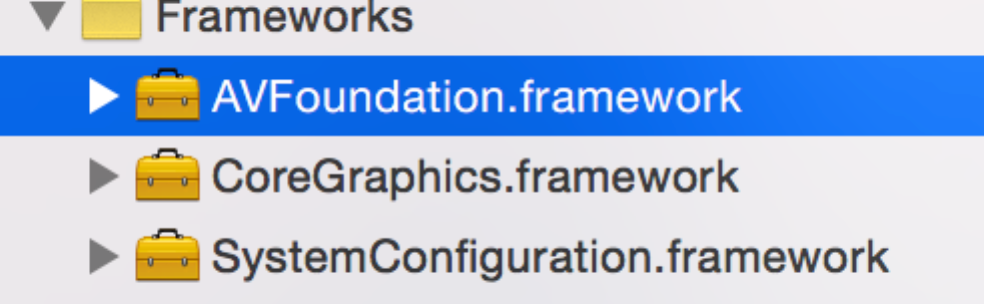 Frameworks
AVFoundation.framework
CoreGraphics.framework
SystemConfiguration.framework